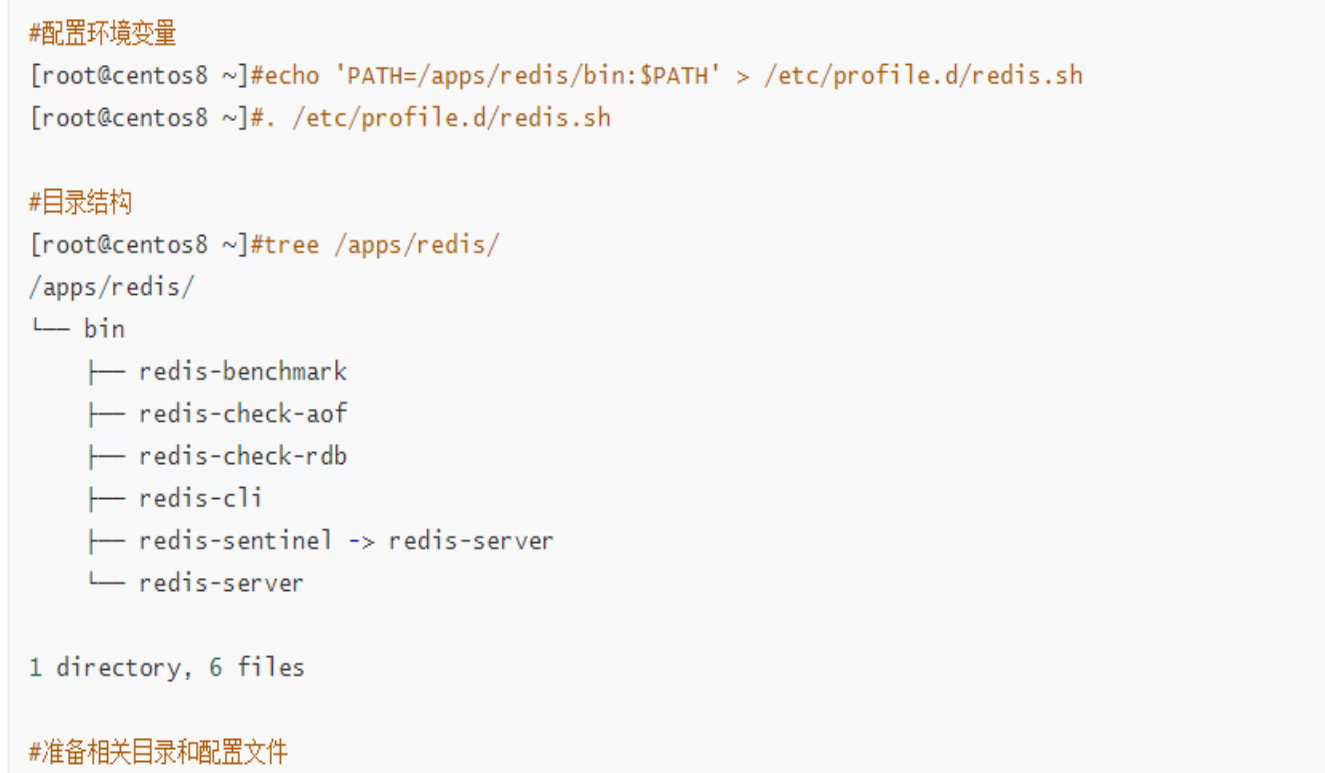 #配置环境变量
[root@centos8 ~]#echo 'PATH=/apps/redis/bin:$PATH' > /etc/profile.d/redis.sh
[root@centos8 ~]#. /etc/profile.d/redis.sh
#目录结构
[root@centos8 ~]#tree /apps/redis/
/apps/redis/
└── bin
    ├── redis-benchmark
    ├── redis-check-aof
    ├── redis-check-rdb
    ├── redis-cli
    ├── redis-sentinel -> redis-server
    └── redis-server
1 directory, 6 files
#准备相关目录和配置文件